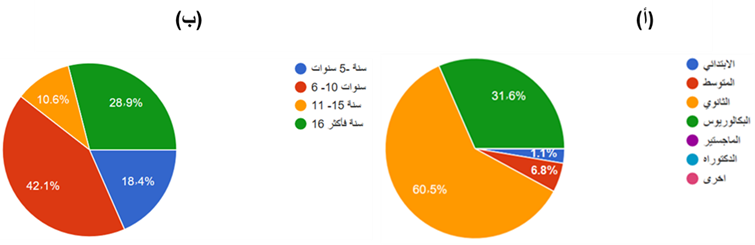 (أ)
31.6%
1.1%
6.8%
60.5%
الابتدائي
المتوسط
الثانوي
البكالوريوس
الماجستير
الدكتوراه
اخرى
(ب)
10.6%
28.9%
42.1%
18.4%
سنة -5 سنوات
سنوات 10- 6
سنة 15- 11
سنة فأكثر 16